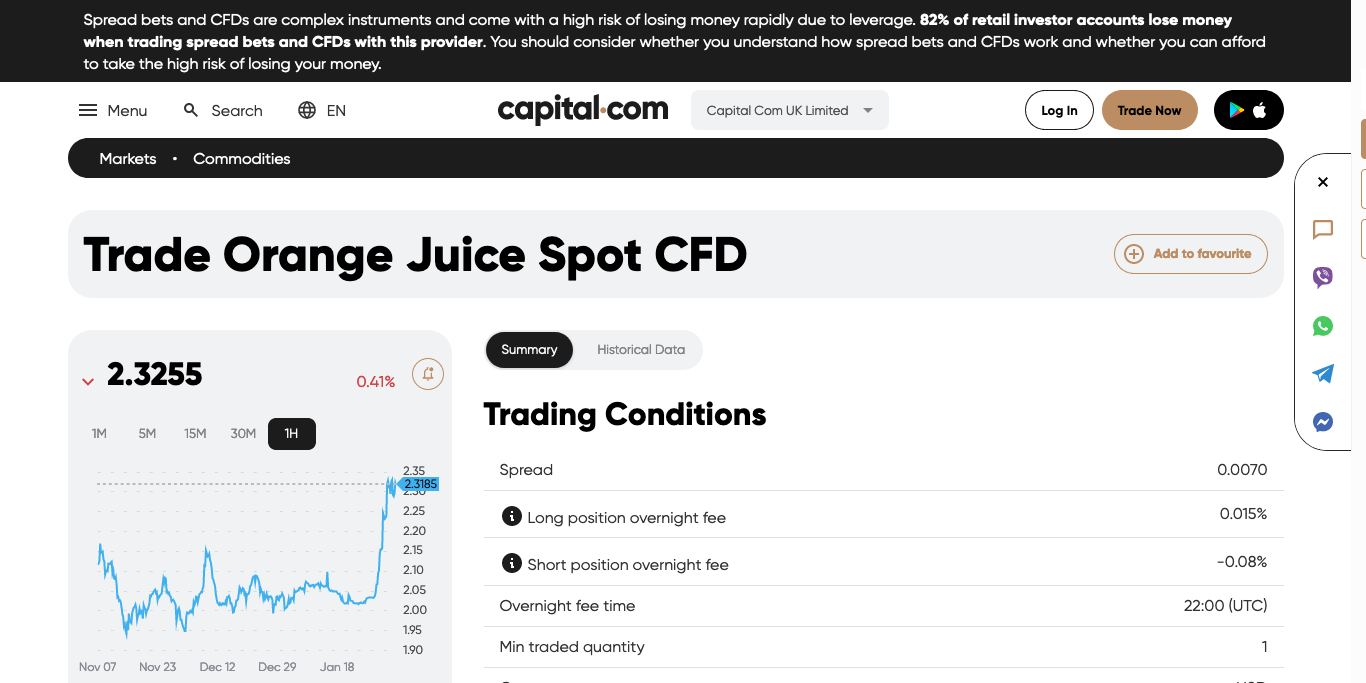 Spread bets and CFDs are complex instruments and come with a high risk of losing money rapidly due to leverage. 82% of retail investor accounts lose money
when trading spread bets and CFDs with this provider. You should consider whether you understand how spread bets and CFDs work and whether you can afford
to take the high risk of losing your money.
Menu Search EN capital.com Capital Com UK Limited Log In Trade Now
Markets • Commodities
Trade Orange Juice Spot CFD Add to favourite
2.3255 0.41%
1M 5M 15M 30M 1H
2.35
2.3185
2.30
2.25
2.20
2.15
2.10
2.05
2.00
1.95
1.90
Nov 07 Nov 23 Dec 12 Dec 29 Jan 18
Summary Historical Data
Trading Conditions
Spread 0.0070
Long position overnight fee 0.015%
Short position overnight fee -0.08%
Overnight fee time 22:00 (UTC)
Min traded quantity 1